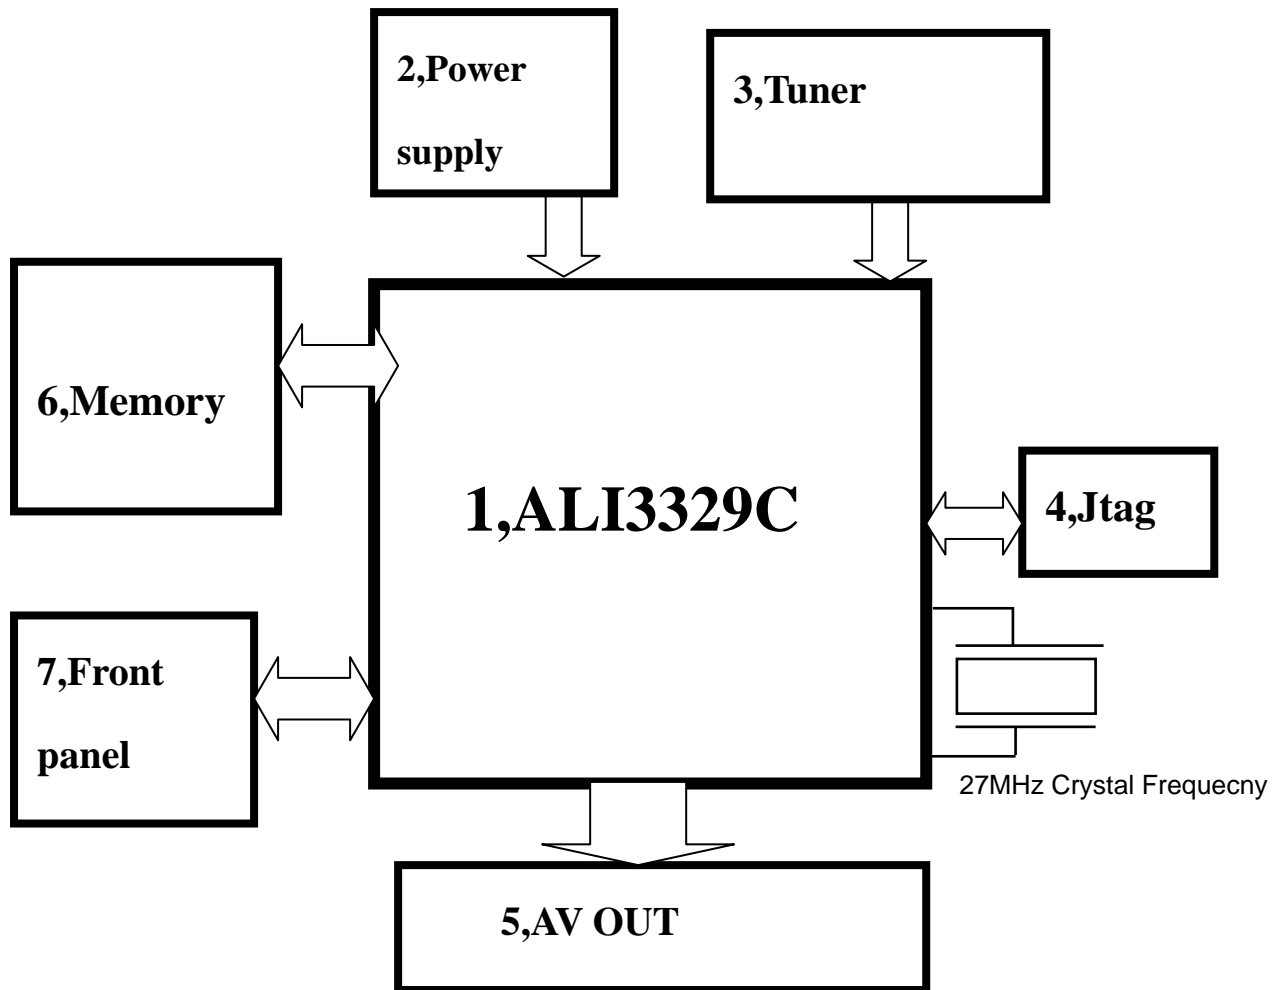 2,Power
supply
3,Tuner
6,Memory
1,ALI3329C
4,Jtag
7,Front
panel
27MHz Crystal Frequecny
5,AV OUT